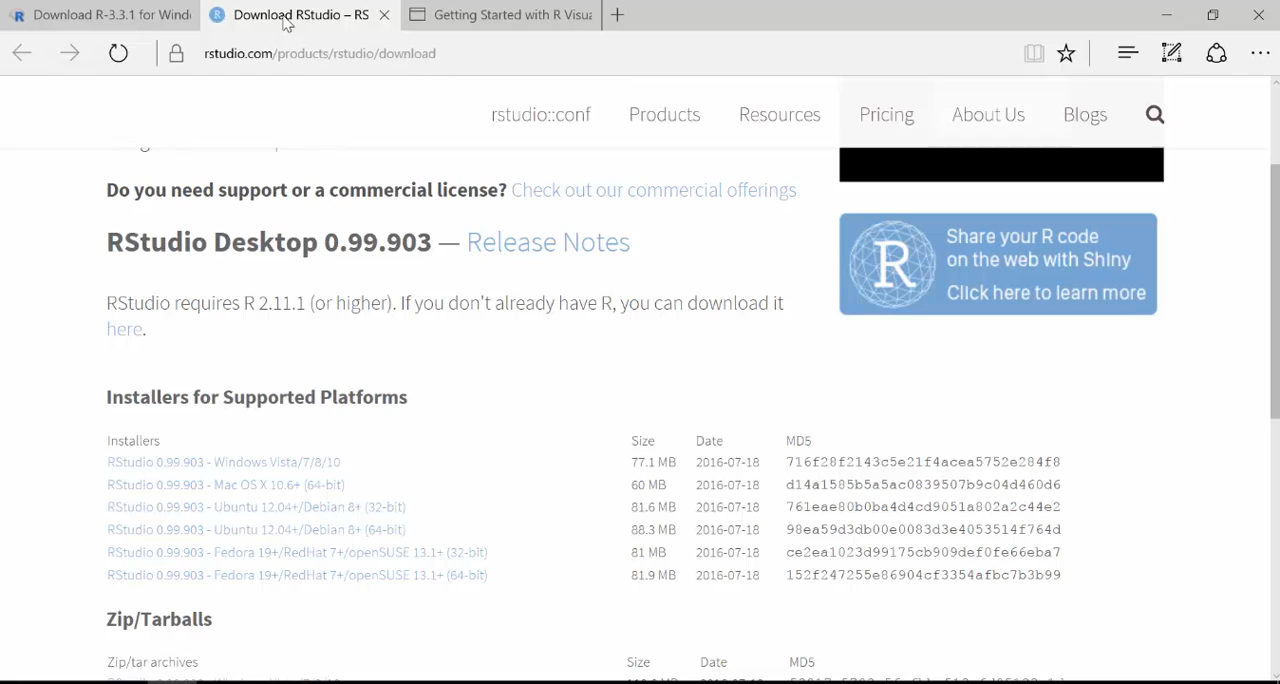 Download R-3.3.1 for Wind
Download RStudio – RS
Getting Started with R Visua
rstudio.com/products/rstudio/download
rstudio::conf
Products
Resources
Pricing
About Us
Blogs
Do you need support or a commercial license? Check out our commercial offerings
RStudio Desktop 0.99.903 — Release Notes
R
Share your R code
on the web with Shiny
Click here to learn more
RStudio requires R 2.11.1 (or higher). If you don't already have R, you can download it
here.
Installers for Supported Platforms
Installers Size Date MD5
RStudio 0.99.903 - Windows Vista/7/8/10 77.1 MB 2016-07-18 716f28f2143c5e21f4acea5752e284f8
RStudio 0.99.903 - Mac OS X 10.6+ (64-bit) 60 MB 2016-07-18 d14a1585b5a5ac0839507b9c04d460d6
RStudio 0.99.903 - Ubuntu 12.04+/Debian 8+ (32-bit) 81.6 MB 2016-07-18 761eae80b0ba4d4cd9051a802a2c44e2
RStudio 0.99.903 - Ubuntu 12.04+/Debian 8+ (64-bit) 88.3 MB 2016-07-18 98ea59d3db00e0083d3e4053514f764d
RStudio 0.99.903 - Fedora 19+/RedHat 7+/openSUSE 13.1+ (32-bit) 81 MB 2016-07-18 ce2ea1023d99175cb909def0fe66eba7
RStudio 0.99.903 - Fedora 19+/RedHat 7+/openSUSE 13.1+ (64-bit) 81.9 MB 2016-07-18 152f247255e86904cf3354afbc7b3b99
Zip/Tarballs
Zip/tar archives Size Date MD5